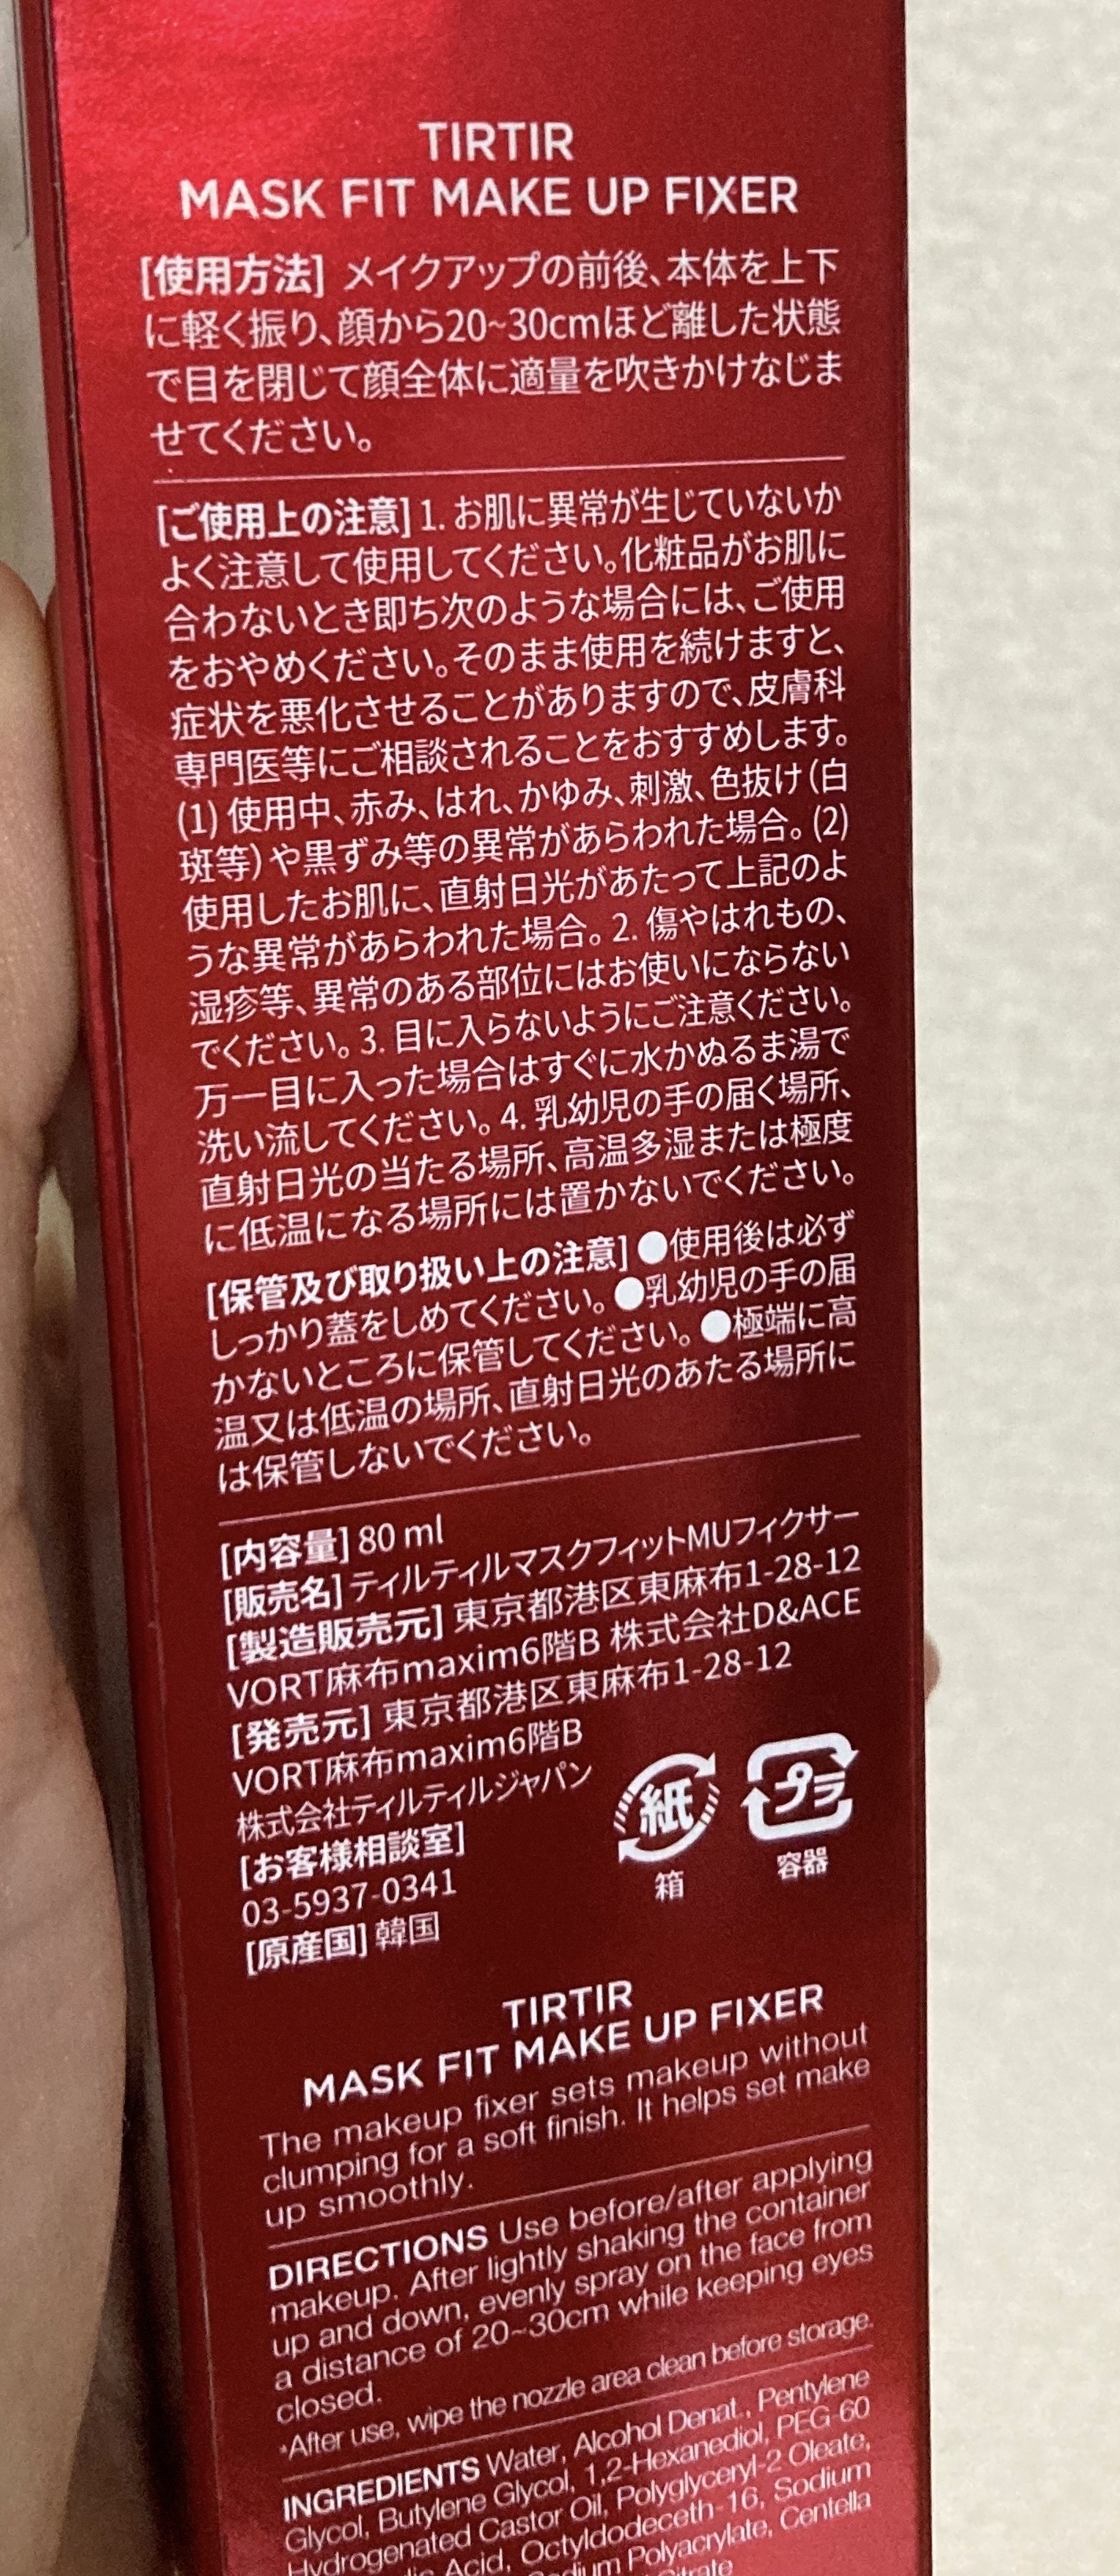 TIRTIR
MASK FIT MAKE UP FIXER
[使用方法] メイクアップの前後、本体を上下
に軽く振り、顔から20~30cmほど離した状態
で目を閉じて顔全体に適量を吹きかけなじま
せてください。
[ご使用上の注意] 1. お肌に異常が生じていないか
よく注意して使用してください。化粧品がお肌に
合わないとき即ち次のような場合には、ご使用
をおやめください。そのまま使用を続けますと、
症状を悪化させることがありますので、皮膚科
専門医等にご相談されることをおすすめします。
(1) 使用中、赤み、はれ、かゆみ、刺激、色抜け (白
斑等) や黒ずみ等の異常があらわれた場合。(2)
使用したお肌に、直射日光があたって上記のよ
うな異常があらわれた場合。2. 傷やはれもの、
湿疹等、異常のある部位にはお使いにならない
でください。3. 目に入らないようにご注意ください。
万一目に入った場合はすぐに水かぬるま湯で
洗い流してください。4. 乳幼児の手の届く場所、
直射日光の当たる場所、高温多湿または極度
に低温になる場所には置かないでください。
[保管及び取り扱い上の注意] ●使用後は必ず
しっかり蓋をしめてください。●乳幼児の手の届
かないところに保管してください。●極端に高
温又は低温の場所、直射日光のあたる場所に
は保管しないでください。
[内容量] 80 ml
[販売名] ティルティルマスクフィットMUフィクサー
[製造販売元] 東京都港区東麻布1-28-12
VORT麻布maxim6階B 株式会社D&ACE
[発売元] 東京都港区東麻布1-28-12
VORT麻布maxim6階B
株式会社ティルティルジャパン
[お客様相談室]
03-5937-0341
[原産国] 韓国
紙
箱
プラ
容器
TIRTIR
MASK FIT MAKE UP FIXER
The makeup fixer sets makeup without
clumping for a soft finish. It helps set make
up smoothly.
DIRECTIONS Use before/after applying
makeup. After lightly shaking the container
up and down, evenly spray on the face from
a distance of 20~30cm while keeping eyes
closed.
*After use, wipe the nozzle area clean before storage.
INGREDIENTS Water, Alcohol Denat., Pentylene
Glycol, Butylene Glycol, 1,2-Hexanediol, PEG-60
Hydrogenated Castor Oil, Polyglyceryl-2 Oleate,
Acid, Octyldodeceth-16, Sodium
Polyacrylate, Centella